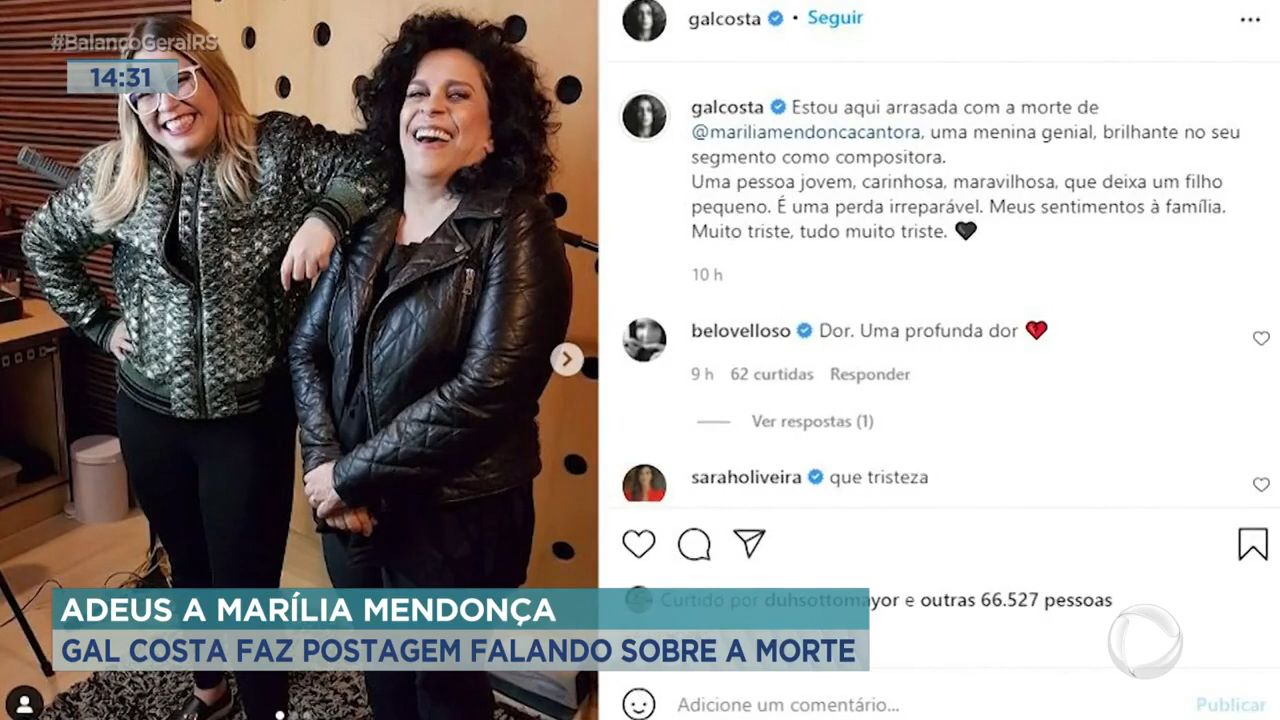 #BalançoGeralRS
14:31
galcosta • Seguir
galcosta Estou aqui arrasada com a morte de
@mariliamendoncacantora, uma menina genial, brilhante no seu
segmento como compositora.
Uma pessoa jovem, carinhosa, maravilhosa, que deixa um filho
pequeno. É uma perda irreparável. Meus sentimentos à família.
Muito triste, tudo muito triste. 🖤
10 h
belovelloso Dor. Uma profunda dor 💔
9 h 62 curtidas Responder
Ver respostas (1)
saraholiveira que tristeza
Curtido por duhsottomayor e outras 66.527 pessoas
ADEUS A MARÍLIA MENDONÇA
GAL COSTA FAZ POSTAGEM FALANDO SOBRE A MORTE
Adicione um comentário... Publicar